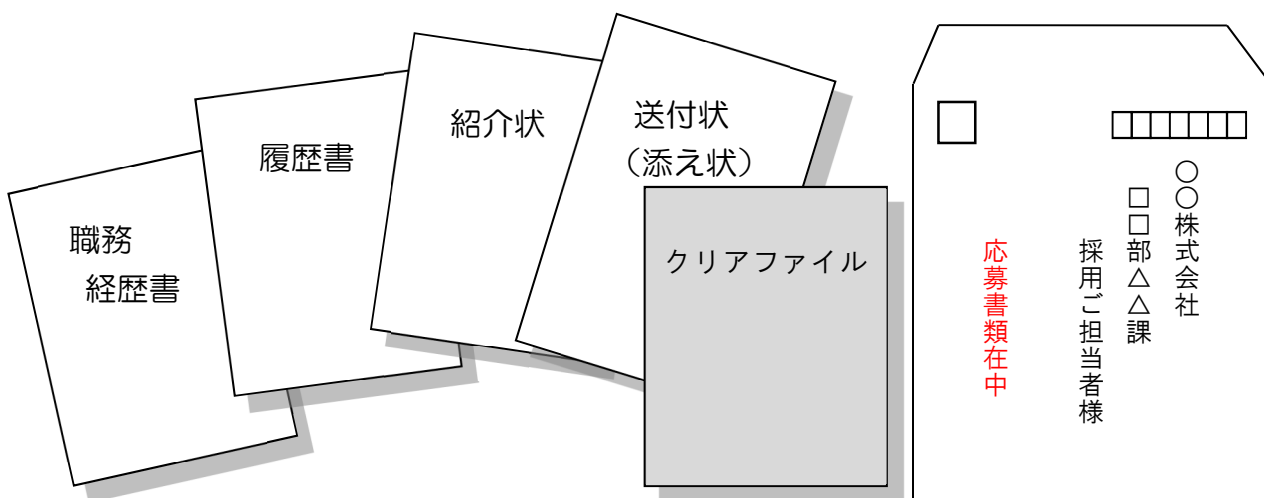 職務
経歴書
履歴書
紹介状
送付状
（添え状）
クリアファイル
○○株式会社
□□部△△課
採用ご担当者様
応募書類在中